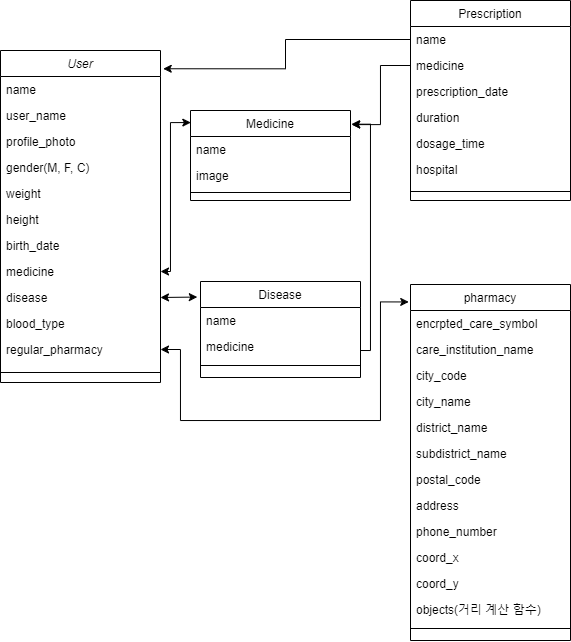 User
name
user_name
profile_photo
gender(M, F, C)
weight
height
birth_date
medicine
disease
blood_type
regular_pharmacy
Medicine
name
image
Disease
name
medicine
Prescription
name
medicine
prescription_date
duration
dosage_time
hospital
pharmacy
encrpted_care_symbol
care_institution_name
city_code
city_name
district_name
subdistrict_name
postal_code
address
phone_number
coord_x
coord_y
objects(거리 계산 함수)